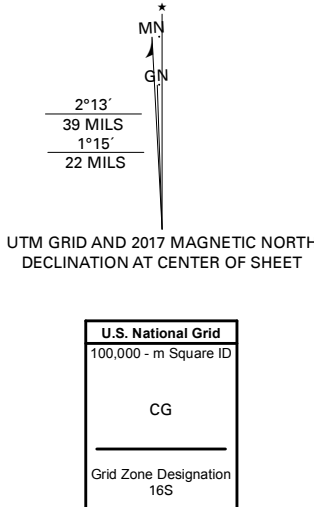 MN
GN
2°13´
39 MILS
1°15´
22 MILS
UTM GRID AND 2017 MAGNETIC NORTH
DECLINATION AT CENTER OF SHEET
U.S. National Grid
100,000 - m Square ID
CG
Grid Zone Designation
16S